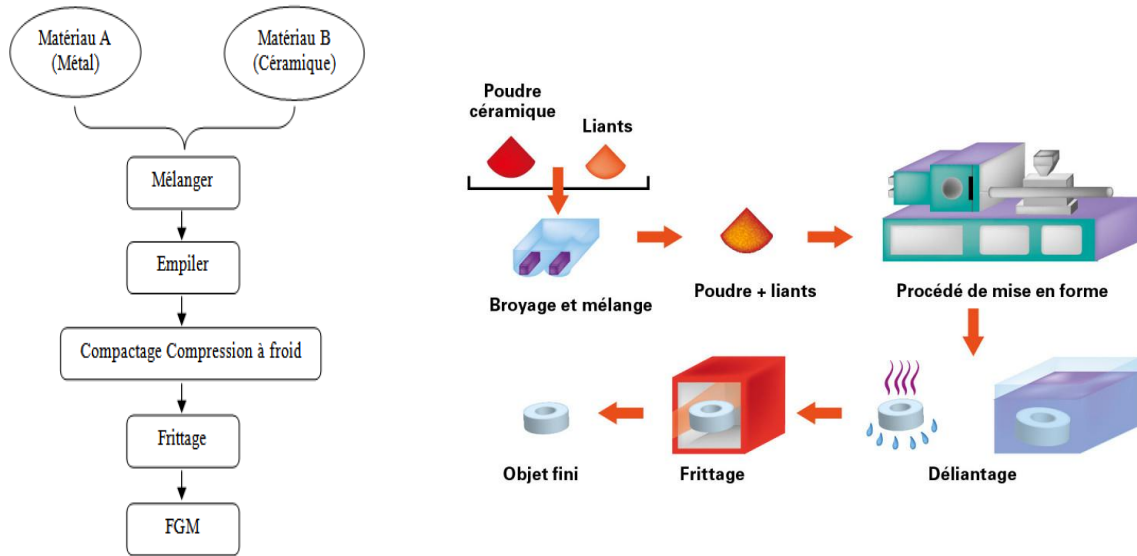 Matériau A
(Métal)
Matériau B
(Céramique)
Mélanger
Empiler
Compactage Compression à froid
Frittage
FGM
Poudre
céramique
Liants
Broyage et mélange
Poudre + liants
Procédé de mise en forme
Objet fini
Frittage
Déliantage